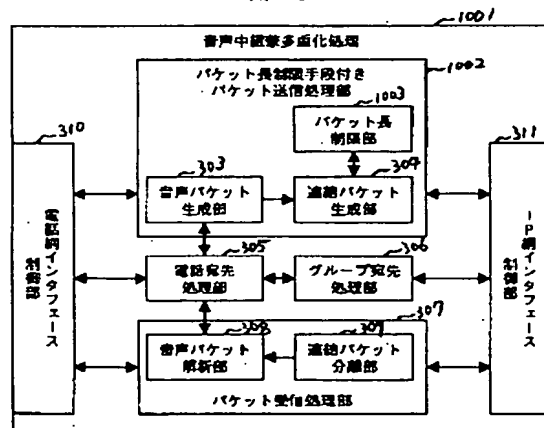 1001
音声中継兼多重化処理
パケット長制限手段付き
パケット送信処理部
1002
1003
パケット長
制限部
310
311
303
304
音声パケット
生成部
連結パケット
生成部
電話網インタフェース
制御部
IP網インタフェース
制御部
305
306
電話宛先
処理部
グループ宛先
処理部
307
308
309
音声パケット
解析部
連結パケット
分離部
パケット受信処理部